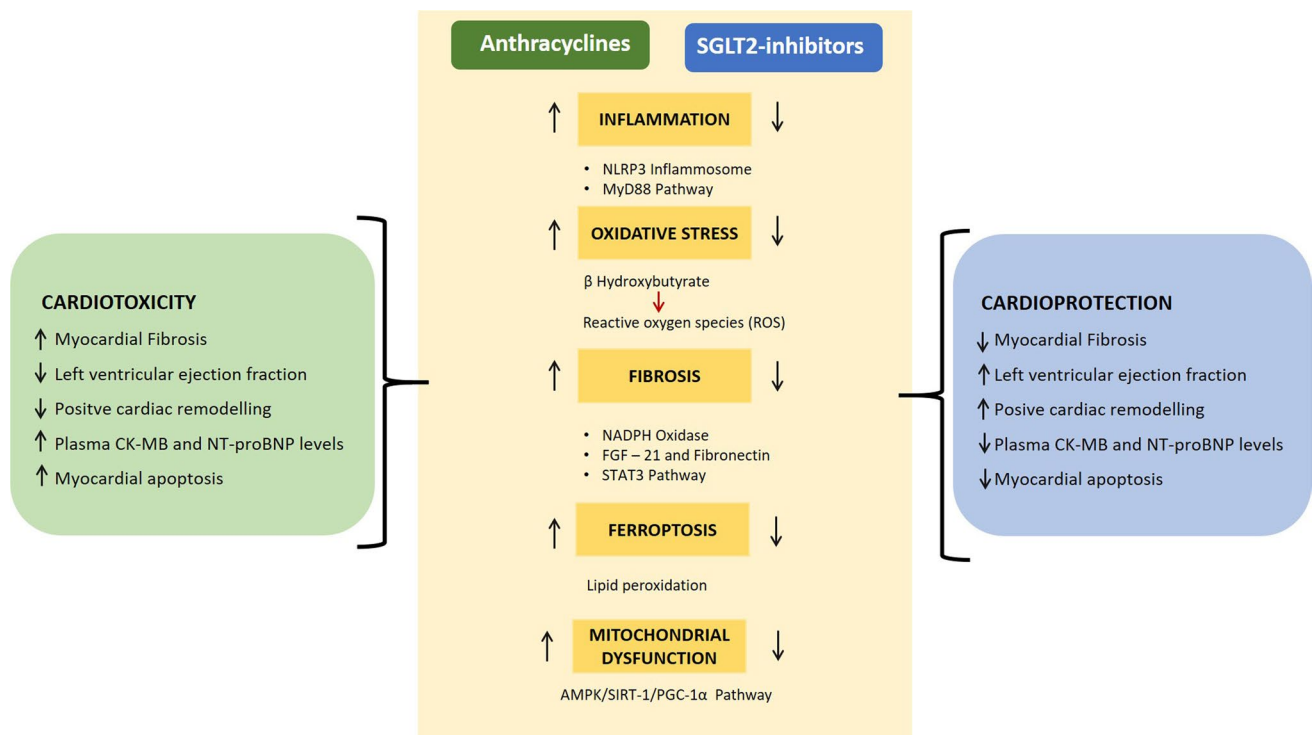 Anthracyclines
SGLT2-inhibitors
↑ INFLAMMATION ↓
• NLRP3 Inflammosome
• MyD88 Pathway
↑ OXIDATIVE STRESS ↓
β Hydroxybutyrate
↓
Reactive oxygen species (ROS)
↑ FIBROSIS ↓
• NADPH Oxidase
• FGF – 21 and Fibronectin
• STAT3 Pathway
↑ FERROPTOSIS ↓
Lipid peroxidation
↑ MITOCHONDRIAL ↓
DYSFUNCTION
AMPK/SIRT-1/PGC-1α Pathway
CARDIOTOXICITY
↑ Myocardial Fibrosis
↓ Left ventricular ejection fraction
↓ Positve cardiac remodelling
↑ Plasma CK-MB and NT-proBNP levels
↑ Myocardial apoptosis
CARDIOPROTECTION
↓ Myocardial Fibrosis
↑ Left ventricular ejection fraction
↑ Posive cardiac remodelling
↓ Plasma CK-MB and NT-proBNP levels
↓ Myocardial apoptosis